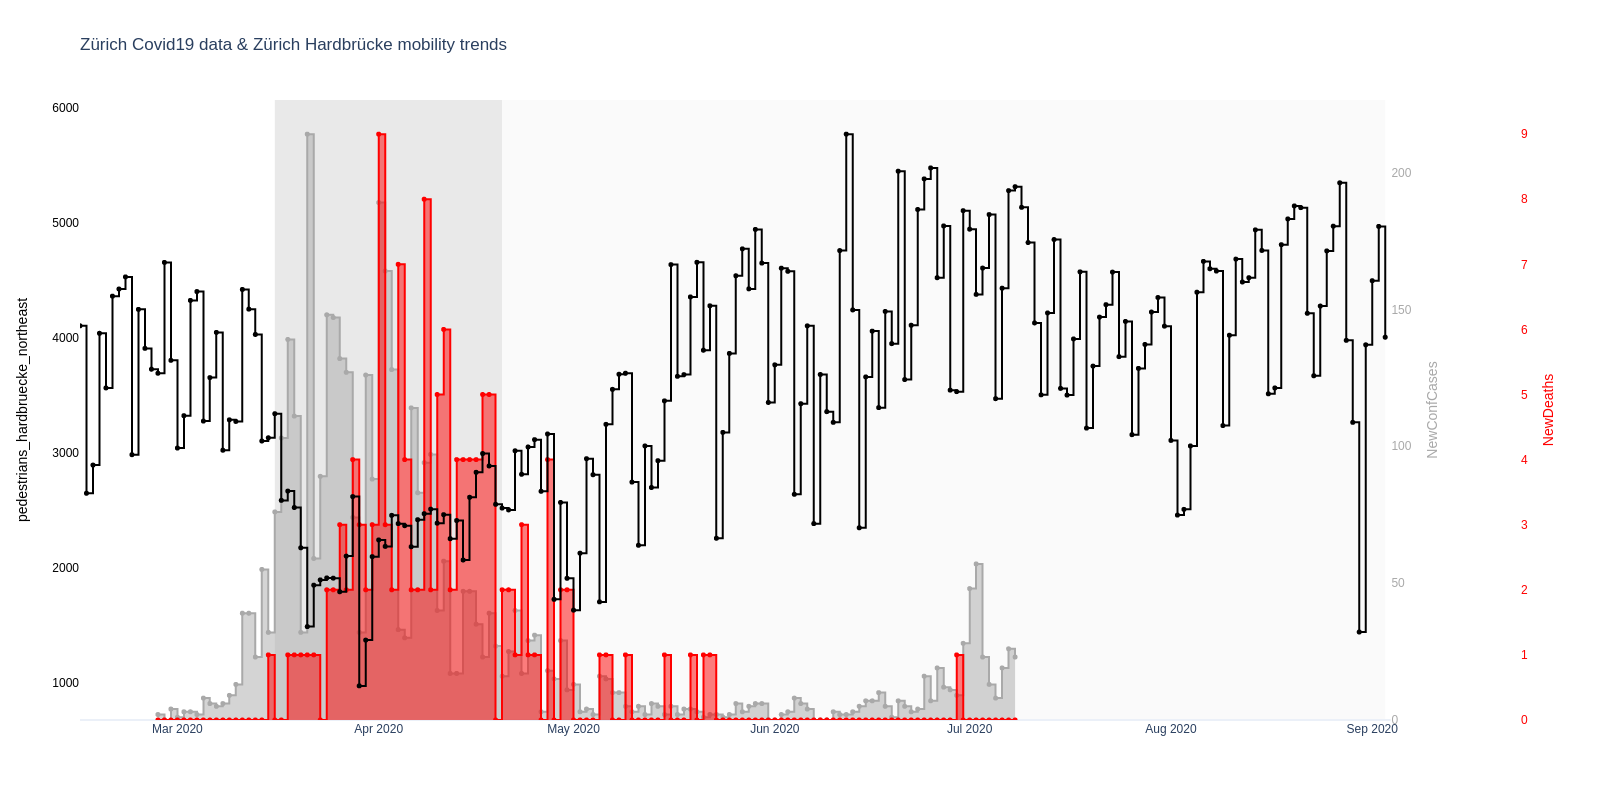 Zürich Covid19 data & Zürich Hardbrücke mobility trends
6000
5000
4000
3000
2000
1000
pedestrians_hardbruecke_northeast
200
150
100
50
0
NewConfCases
9
8
7
6
5
4
3
2
1
0
NewDeaths
Mar 2020
Apr 2020
May 2020
Jun 2020
Jul 2020
Aug 2020
Sep 2020